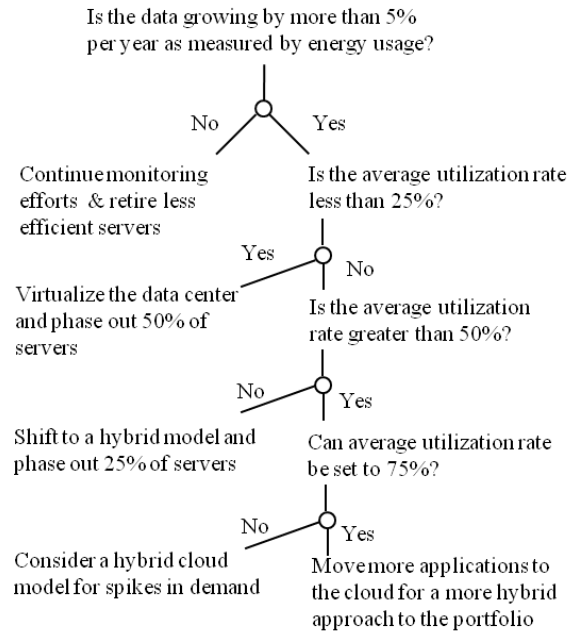 Is the data growing by more than 5%
per year as measured by energy usage?
No
Yes
Continue monitoring
efforts & retire less
efficient servers
Is the average utilization rate
less than 25%?
Yes
No
Virtualize the data center
and phase out 50% of
servers
Is the average utilization
rate greater than 50%?
No
Yes
Shift to a hybrid model and
phase out 25% of servers
Can average utilization rate
be set to 75%?
No
Yes
Consider a hybrid cloud
model for spikes in demand
Move more applications to
the cloud for a more hybrid
approach to the portfolio